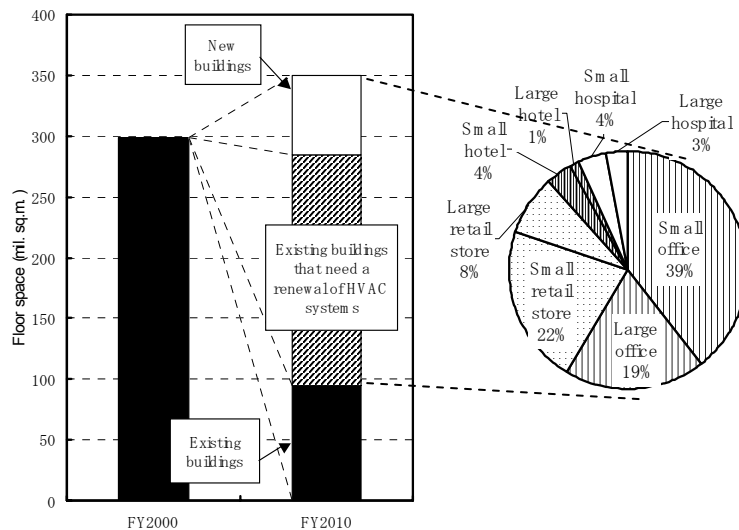 400
350
300
250
200
150
100
50
0
Floor space (mil. sq.m.)
FY2000
FY2010
New
buildings
Existing buildings
that need a
renewal of HVAC
systems
Existing
buildings
Small
office
39%
Large
office
19%
Small
retail
store
22%
Large
retail
store
8%
Small
hotel
4%
Large
hotel
1%
Small
hospital
4%
Large
hospital
3%